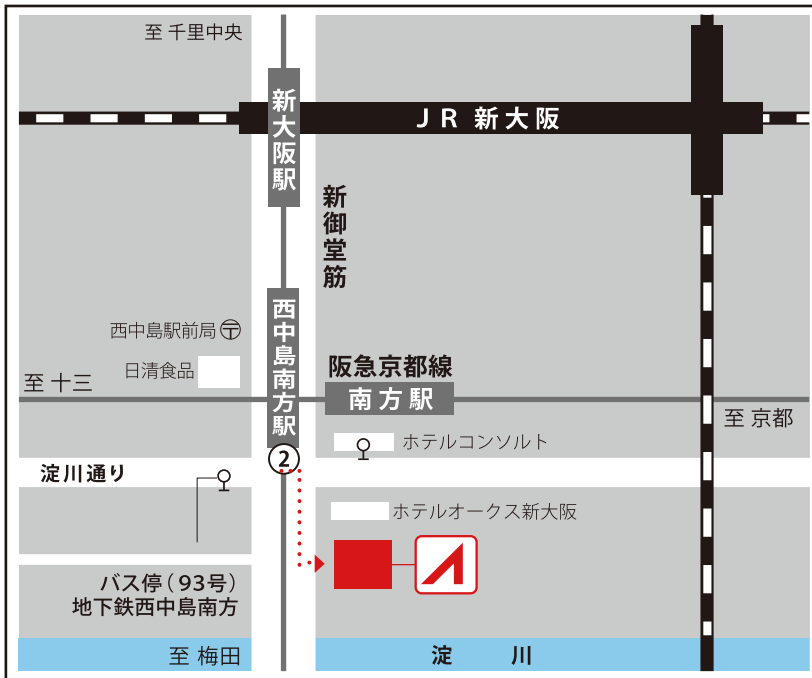 至 千里中央
JR 新大阪
新大阪駅
新御堂筋
西中島南方駅
西中島駅前局 〒
日清食品
阪急京都線
至 十三
南方駅
至 京都
ホテルコンソルト
2
淀川通り
ホテルオークス新大阪
バス停(93号)
地下鉄西中島南方
至 梅田
淀 川